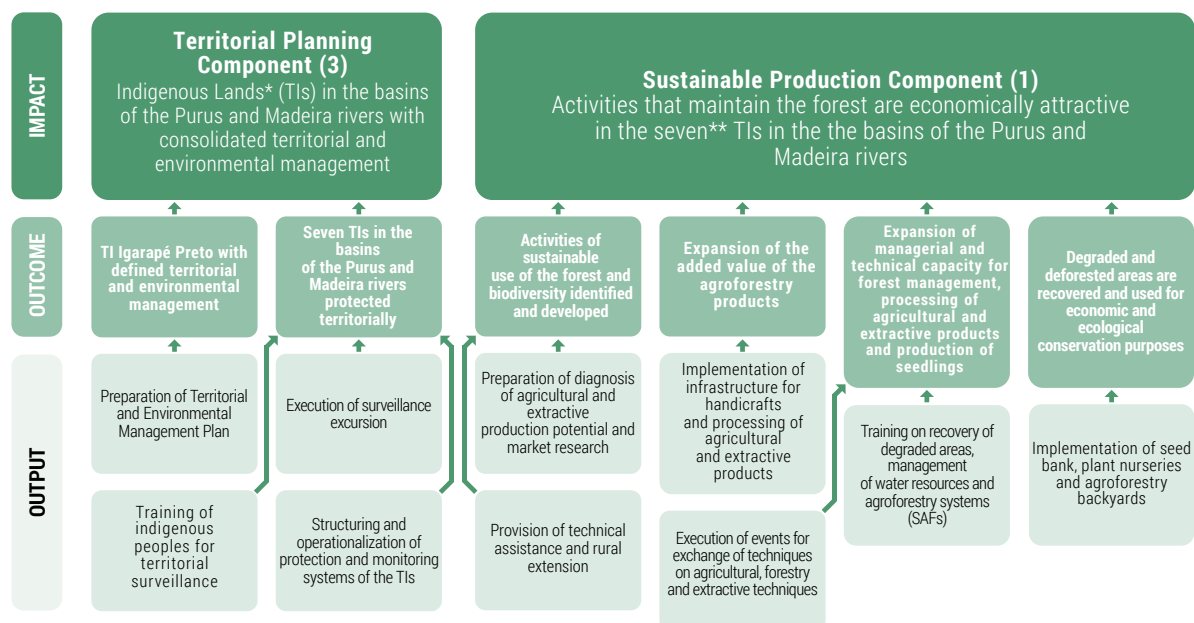 IMPACT
Territorial Planning
Component (3)
Indigenous Lands* (TIs) in the basins
of the Purus and Madeira rivers with
consolidated territorial and
environmental management
Sustainable Production Component (1)
Activities that maintain the forest are economically attractive
in the seven** TIs in the the basins of the Purus and
Madeira rivers
OUTCOME
TI Igarapé Preto with
defined territorial
and environmental
management
Seven TIs in the
basins
of the Purus and
Madeira rivers
protected
territorially
Activities of
sustainable
use of the forest and
biodiversity identified
and developed
Expansion of the
added value of the
agroforestry
products
Expansion of
managerial and
technical capacity for
forest management,
processing of
agricultural and
extractive products
and production of
seedlings
Degraded and
deforested areas are
recovered and used for
economic and
ecological
conservation purposes
OUTPUT
Preparation of Territorial
and Environmental
Management Plan
Execution of surveillance
excursion
Preparation of diagnosis
of agricultural and
extractive
production potential and
market research
Implementation of
infrastructure for
handicrafts
and processing of
agricultural
and extractive
products
Training on recovery of
degraded areas,
management
of water resources and
agroforestry systems
(SAFs)
Implementation of seed
bank, plant nurseries
and agroforestry
backyards
Training of
indigenous
peoples for
territorial
surveillance
Structuring and
operationalization of
protection and monitoring
systems of the TIs
Provision of technical
assistance and rural
extension
Execution of events for
exchange of techniques
on agricultural, forestry
and extractive techniques